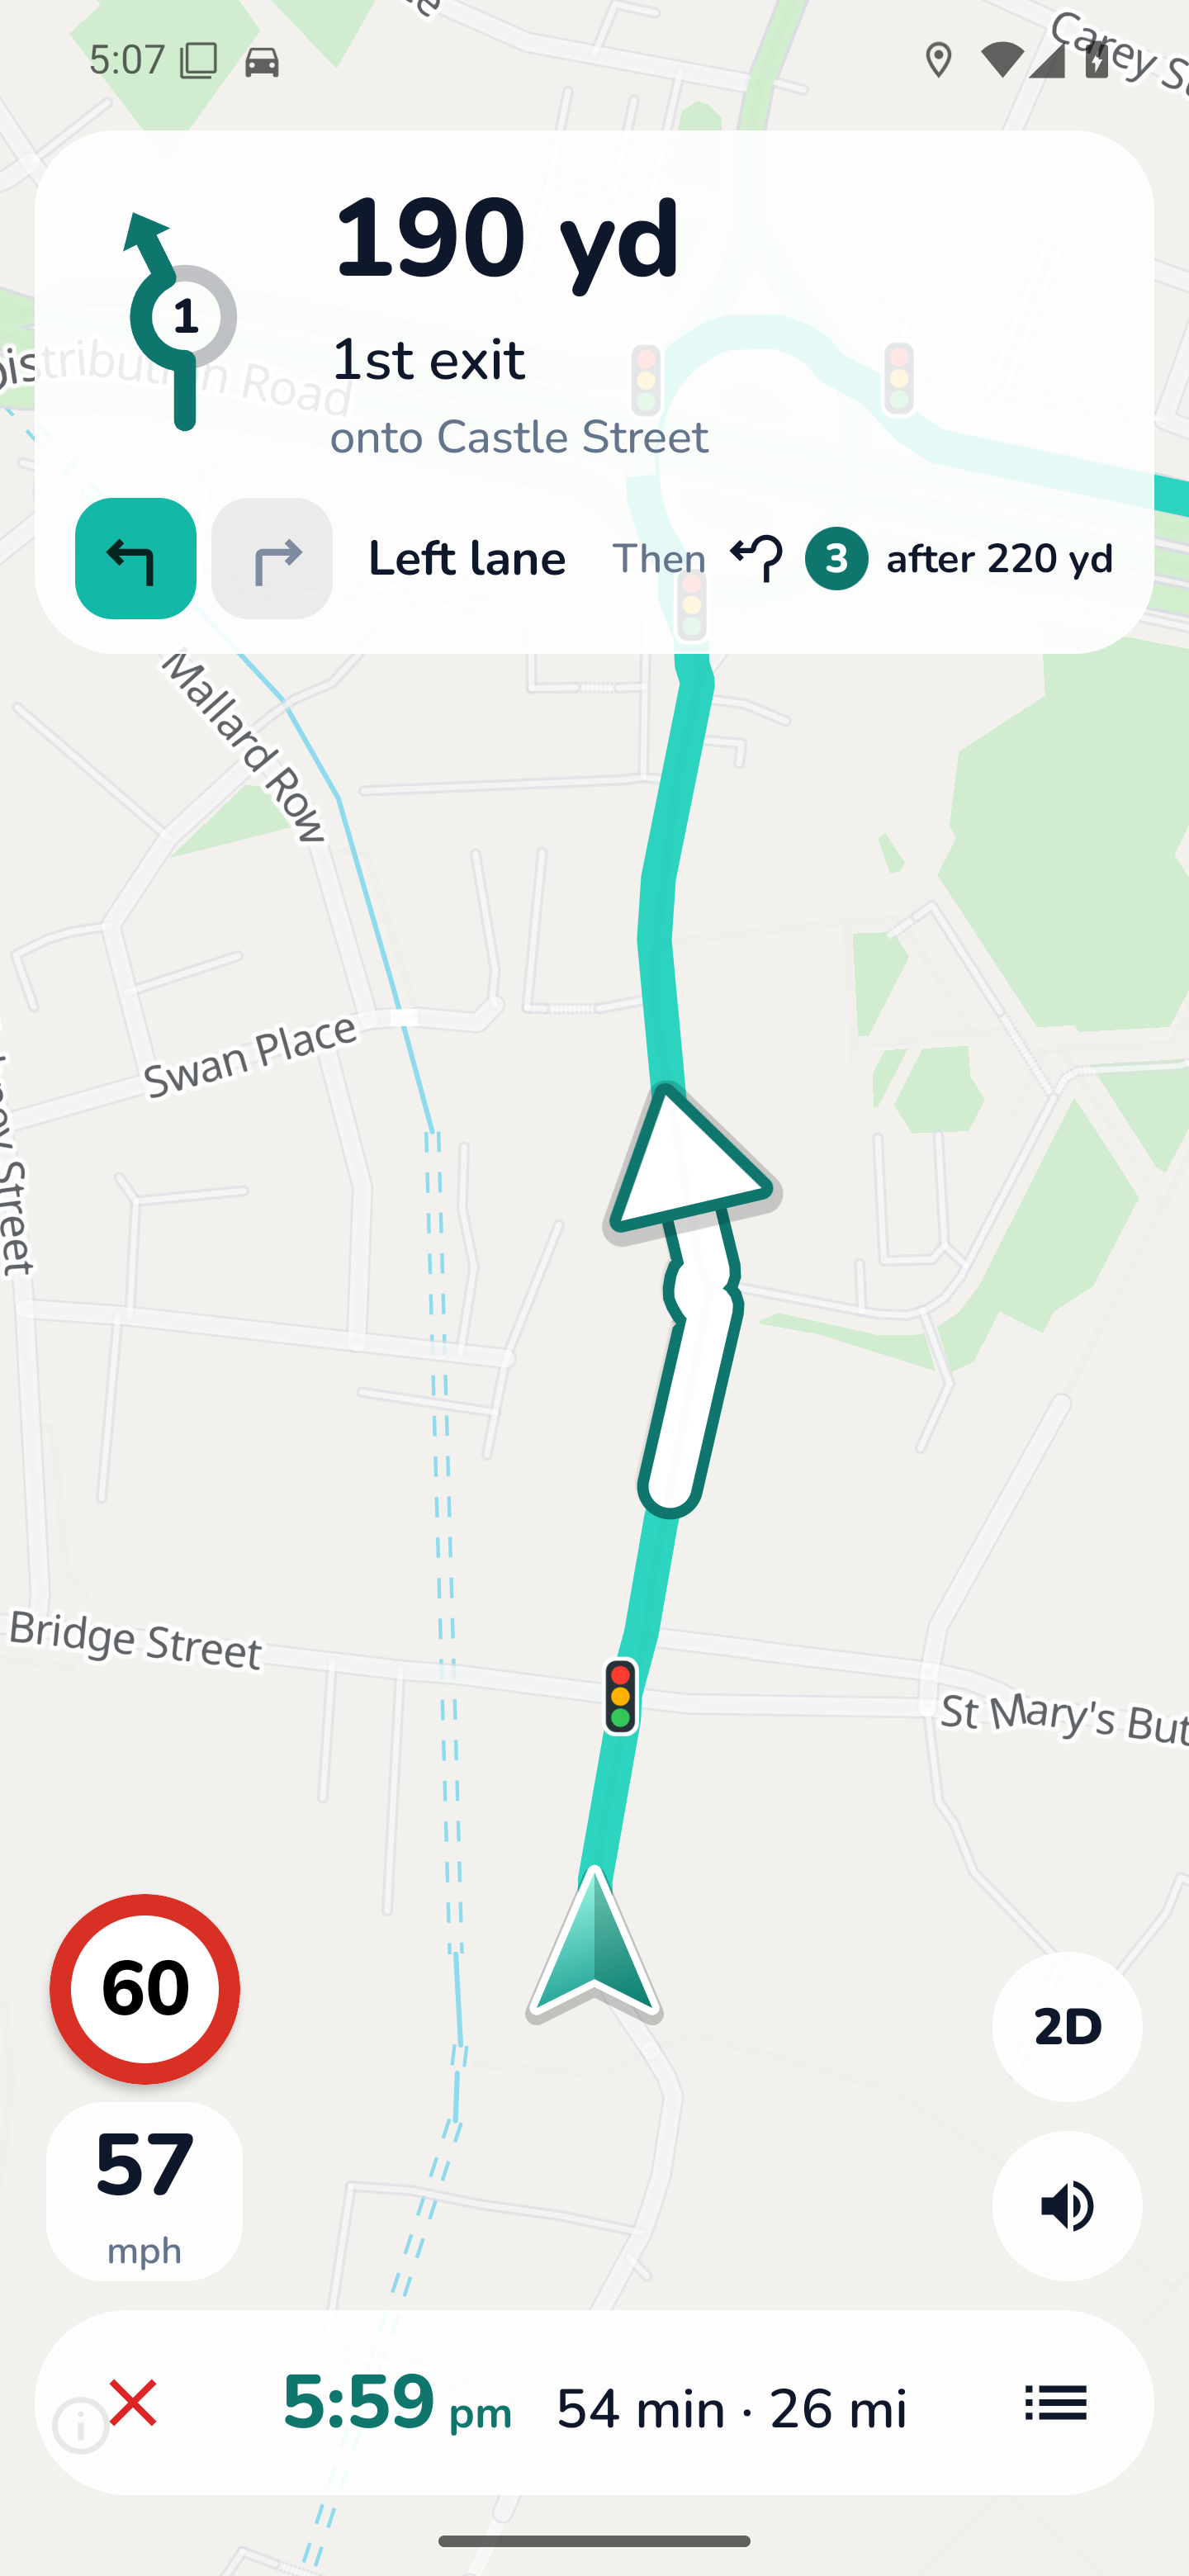 Carey S
5:07
190 yd
1
1st exit
Distribution Road
onto Castle Street
Left lane
Then
3
after 220 yd
Mallard Row
Swan Place
Street
Bridge Street
St Mary's But
60
57
mph
2D
5:59 pm
54 min · 26 mi